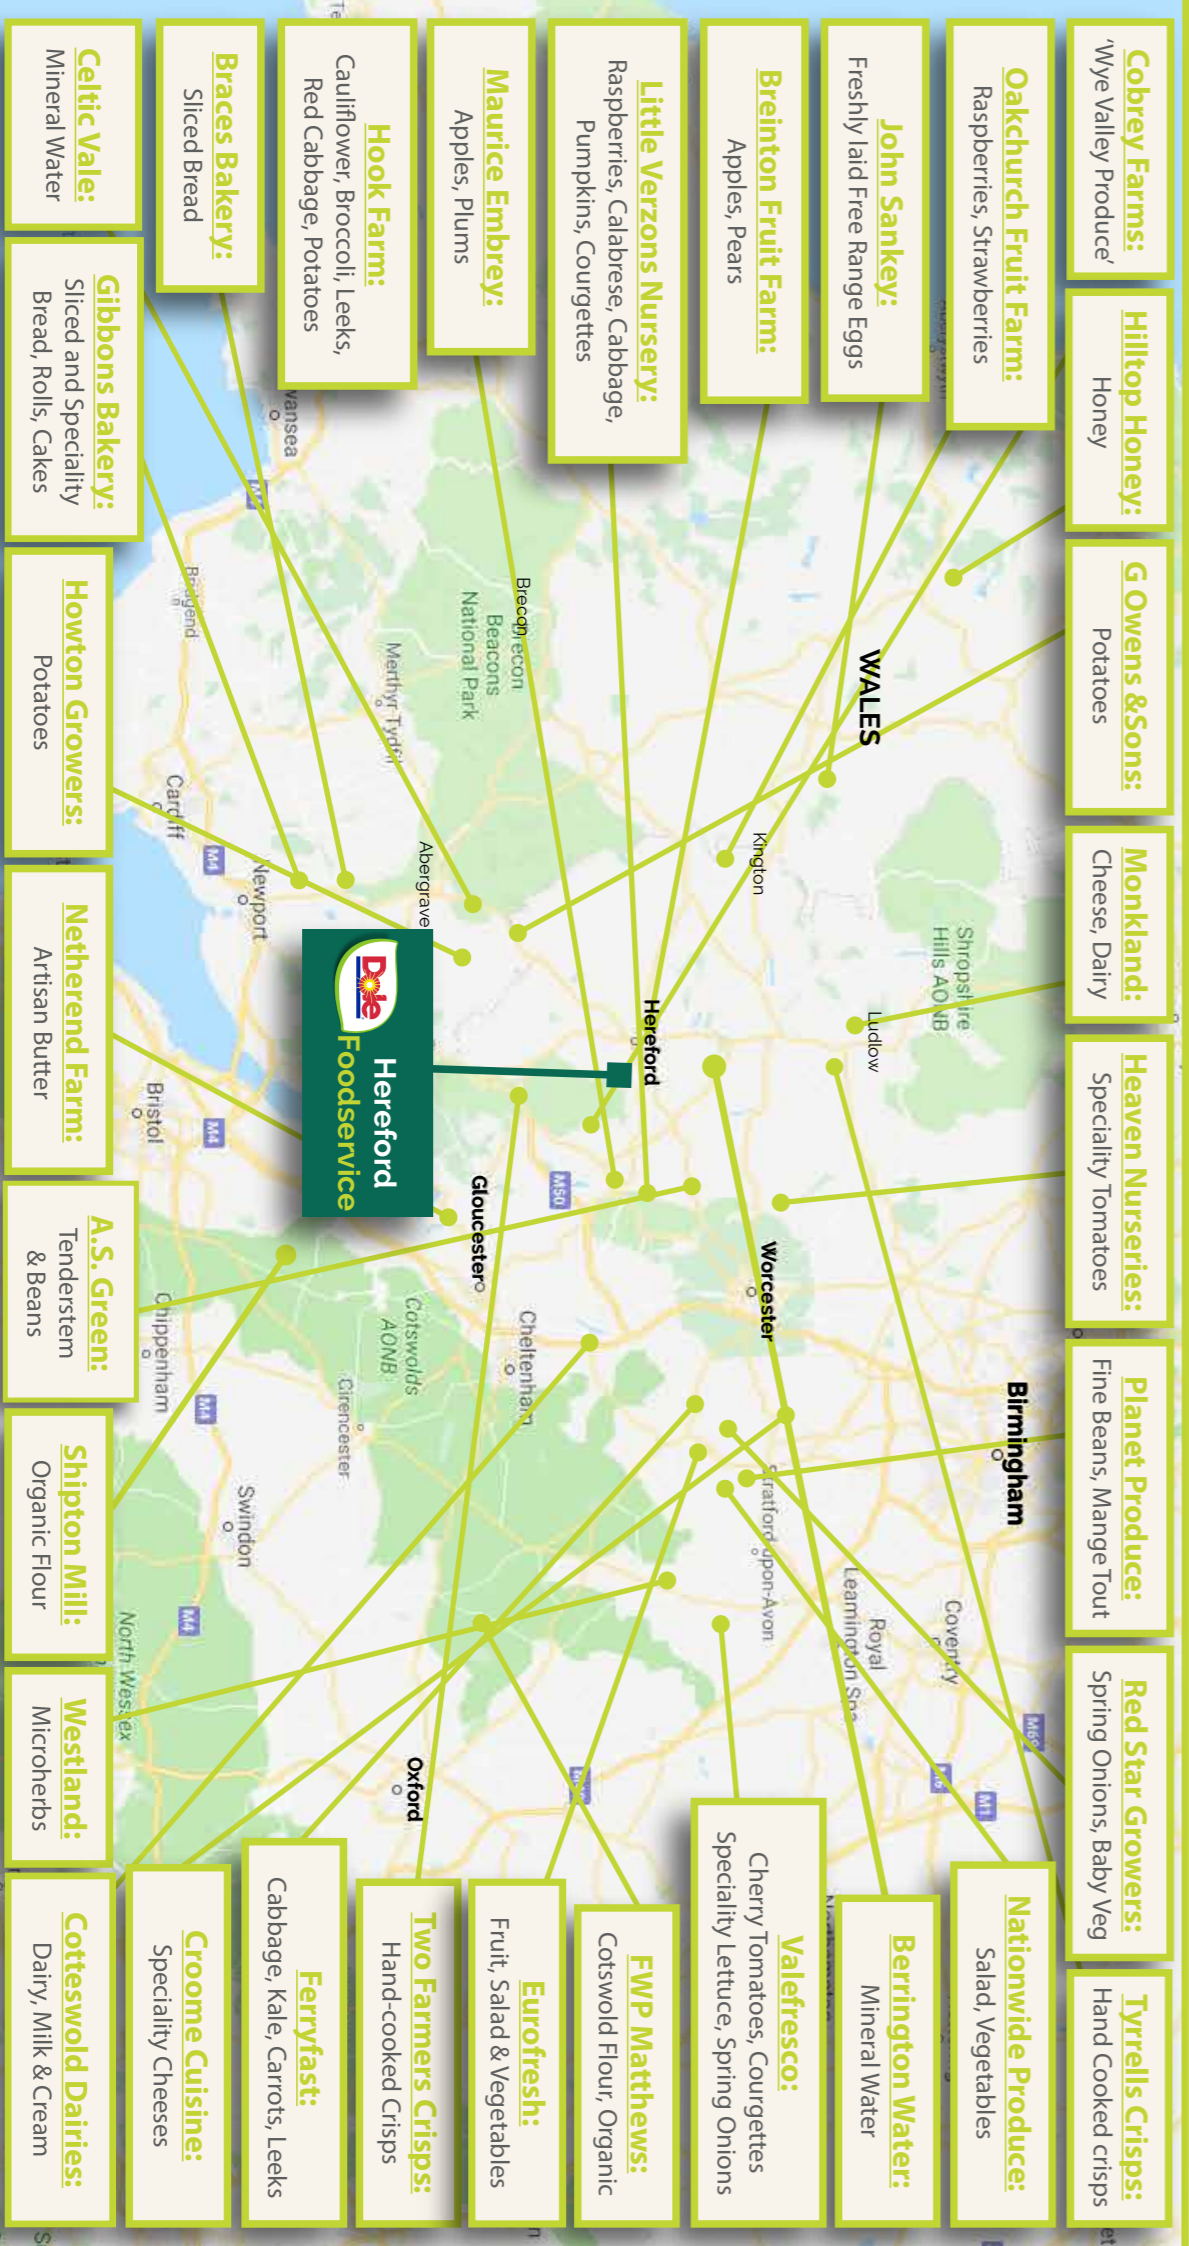 Cobrey Farms:
'Wye Valley Produce'
Hilltop Honey:
Honey
G Owens &Sons:
Potatoes
Monkland:
Cheese, Dairy
Heaven Nurseries:
Speciality Tomatoes
Planet Produce:
Fine Beans, Mange Tout
Red Star Growers:
Spring Onions, Baby Veg
Tyrrells Crisps:
Hand Cooked crisps
Oakchurch Fruit Farm:
Raspberries, Strawberries
John Sankey:
Freshly laid Free Range Eggs
Breinton Fruit Farm:
Apples, Pears
Little Verzons Nursery:
Raspberries, Calabrese, Cabbage,
Pumpkins, Courgettes
Maurice Embrey:
Apples, Plums
Hook Farm:
Cauliflower, Broccoli, Leeks,
Red Cabbage, Potatoes
Braces Bakery:
Sliced Bread
Celtic Vale:
Mineral Water
Gibbons Bakery:
Sliced and Speciality
Bread, Rolls, Cakes
Howton Growers:
Potatoes
Netherend Farm:
Artisan Butter
A.S. Green:
Tenderstem
& Beans
Shipton Mill:
Organic Flour
Westland:
Microherbs
Cotteswold Dairies:
Dairy, Milk & Cream
Croome Cuisine:
Speciality Cheeses
Ferryfast:
Cabbage, Kale, Carrots, Leeks
Two Farmers Crisps:
Hand-cooked Crisps
Eurofresh:
Fruit, Salad & Vegetables
FWP Matthews:
Cotswold Flour, Organic
Valefresco:
Cherry Tomatoes, Courgettes
Speciality Lettuce, Spring Onions
Berrington Water:
Mineral Water
Nationwide Produce:
Salad, Vegetables
WALES
Shropshire
Hills AONB
Ludlow
Kington
Hereford
Worcester
Birmingham
Coventry
Royal
Leamington Spa
Stratford-upon-Avon
M1
M50
Brecon
Brecon
Beacons
National Park
Merthyr Tydfil
Cardiff
Newport
M4
Bristol
M4
Gloucester
Cheltenham
Cotswolds
AONB
Cirencester
Chippenham
M4
Swindon
M4
North Wessex
Oxford
Dole
Hereford
Foodservice